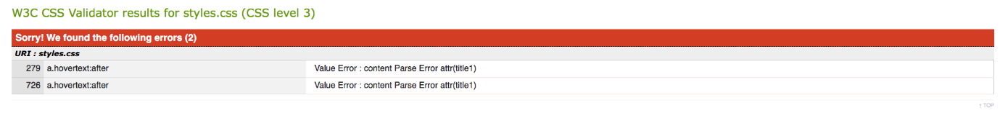 W3C CSS Validator results for styles.css (CSS level 3)
Sorry! We found the following errors (2)
URI : styles.css
279 a.hovertext:after Value Error : content Parse Error attr(title1)
726 a.hovertext:after Value Error : content Parse Error attr(title1)
↑ TOP